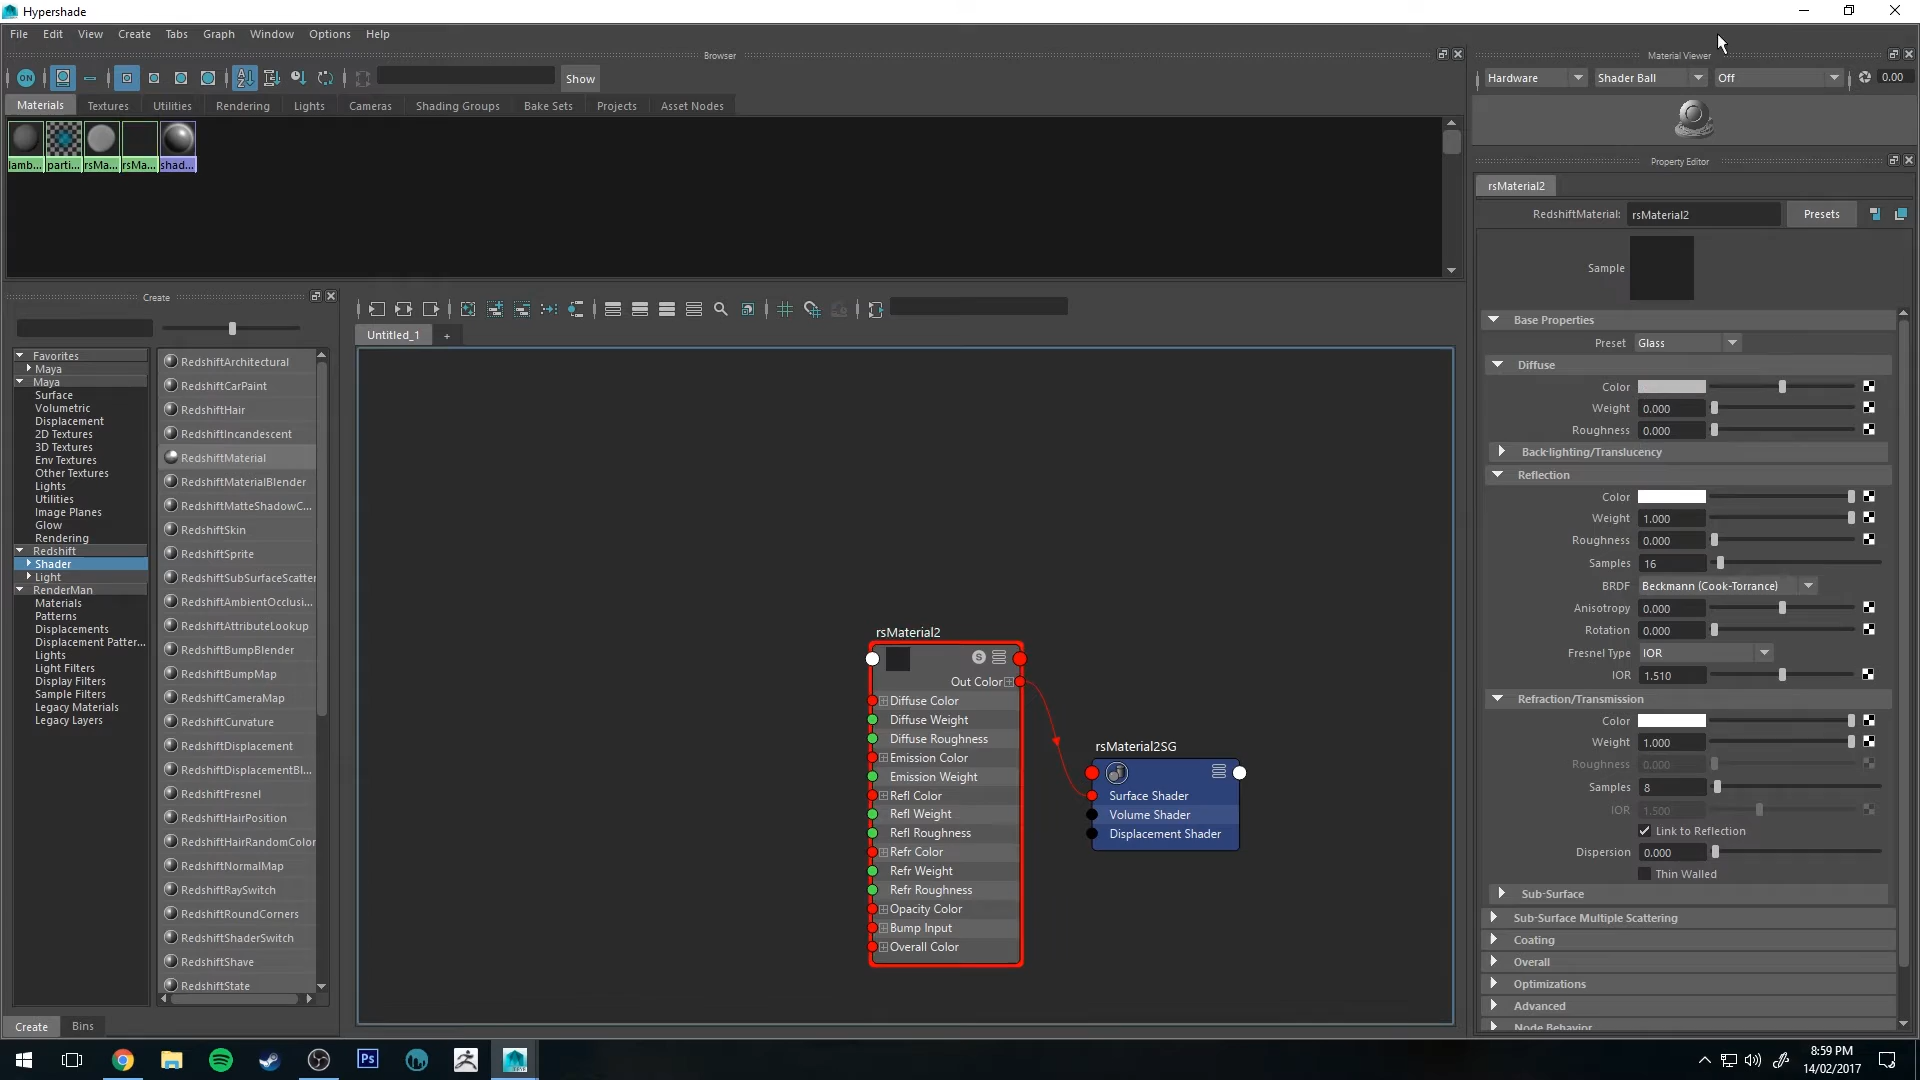 Hypershade
File Edit View Create Tabs Graph Window Options Help
Browser
Material Viewer
ON
Show
Hardware
Shader Ball
Off
0.00
Materials Textures Utilities Rendering Lights Cameras Shading Groups Bake Sets Projects Asset Nodes
lamb... parti... rsMa... rsMa... shad...
Property Editor
rsMaterial2
RedshiftMaterial: rsMaterial2 Presets
Sample
Create
Untitled_1 +
Favorites
Maya
Maya
Surface
Volumetric
Displacement
2D Textures
3D Textures
Env Textures
Other Textures
Lights
Utilities
Image Planes
Glow
Rendering
Redshift
Shader
Light
RenderMan
Materials
Patterns
Displacements
Displacement Patter...
Lights
Light Filters
Display Filters
Sample Filters
Legacy Materials
Legacy Layers
RedshiftArchitectural
RedshiftCarPaint
RedshiftHair
RedshiftIncandescent
RedshiftMaterial
RedshiftMaterialBlender
RedshiftMatteShadowC...
RedshiftSkin
RedshiftSprite
RedshiftSubSurfaceScatter
RedshiftAmbientOcclusi...
RedshiftAttributeLookup
RedshiftBumpBlender
RedshiftBumpMap
RedshiftCameraMap
RedshiftCurvature
RedshiftDisplacement
RedshiftDisplacementBl...
RedshiftFresnel
RedshiftHairPosition
RedshiftHairRandomColor
RedshiftNormalMap
RedshiftRaySwitch
RedshiftRoundCorners
RedshiftShaderSwitch
RedshiftShave
RedshiftState
Create Bins
rsMaterial2
S
Out Color
Diffuse Color
Diffuse Weight
Diffuse Roughness
Emission Color
Emission Weight
Refl Color
Refl Weight
Refl Roughness
Refr Color
Refr Weight
Refr Roughness
Opacity Color
Bump Input
Overall Color
rsMaterial2SG
Surface Shader
Volume Shader
Displacement Shader
Base Properties
Preset Glass
Diffuse
Color
Weight 0.000
Roughness 0.000
Back-lighting/Translucency
Reflection
Color
Weight 1.000
Roughness 0.000
Samples 16
BRDF Beckmann (Cook-Torrance)
Anisotropy 0.000
Rotation 0.000
Fresnel Type IOR
IOR 1.510
Refraction/Transmission
Color
Weight 1.000
Roughness 0.000
Samples 8
IOR 1.500
Link to Reflection
Dispersion 0.000
Thin Walled
Sub-Surface
Sub-Surface Multiple Scattering
Coating
Overall
Optimizations
Advanced
Node Behavior
Ps
8:59 PM
14/02/2017